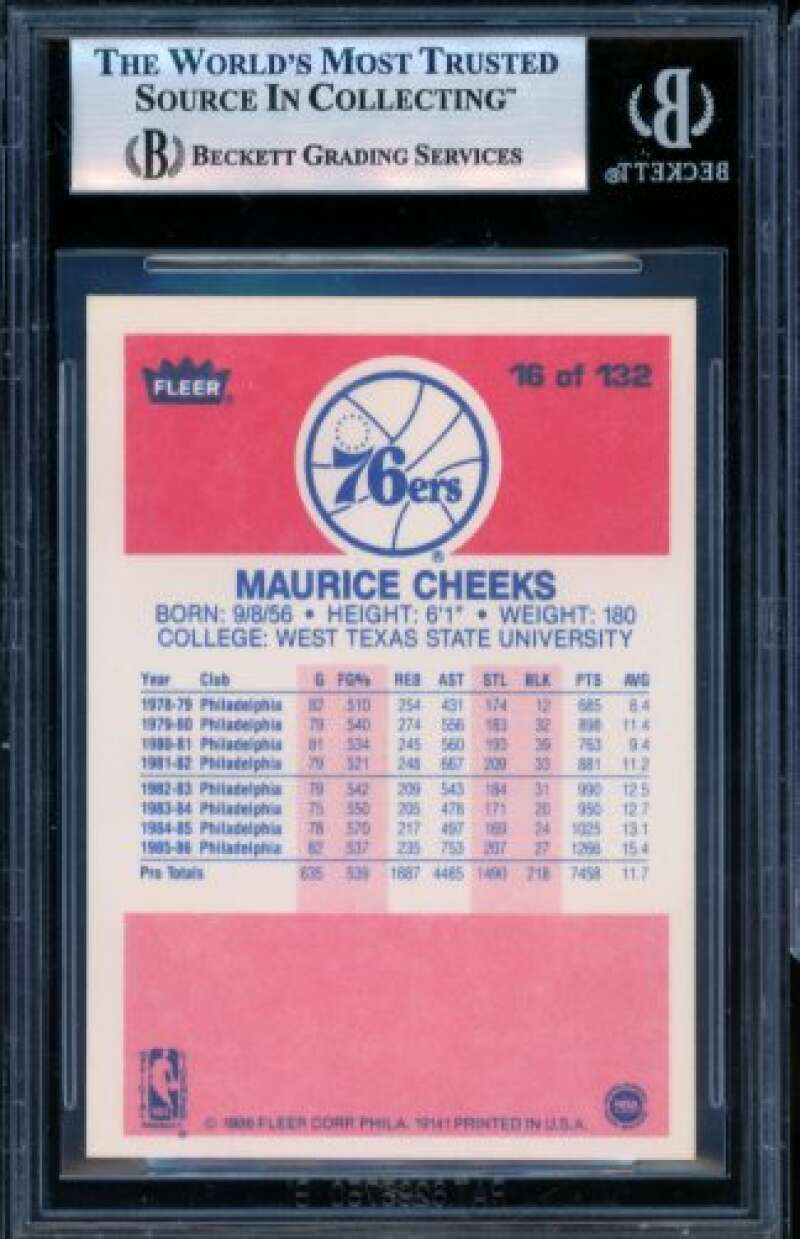 THE WORLD'S MOST TRUSTED
SOURCE IN COLLECTING™
(B) BECKETT GRADING SERVICES
B
BECKETT®
FLEER®
16 of 132
76ers®
MAURICE CHEEKS
BORN: 9/8/56 • HEIGHT: 6'1" • WEIGHT: 180
COLLEGE: WEST TEXAS STATE UNIVERSITY
Year Club G FG% REB AST STL BLK PTS AVG
1978-79 Philadelphia 82 .510 254 431 174 12 685 8.4
1979-80 Philadelphia 79 .540 274 556 183 32 898 11.4
1980-81 Philadelphia 81 .534 245 560 193 39 763 9.4
1981-82 Philadelphia 79 .521 248 667 209 33 881 11.2
1982-83 Philadelphia 79 .542 209 543 184 31 990 12.5
1983-84 Philadelphia 75 .550 205 478 171 20 950 12.7
1984-85 Philadelphia 78 .570 217 497 169 24 1025 13.1
1985-86 Philadelphia 82 .537 235 753 207 27 1266 15.4
Pro Totals 635 .539 1887 4485 1490 218 7458 11.7
© 1986 FLEER CORP. PHILA. 19141 PRINTED IN U.S.A.